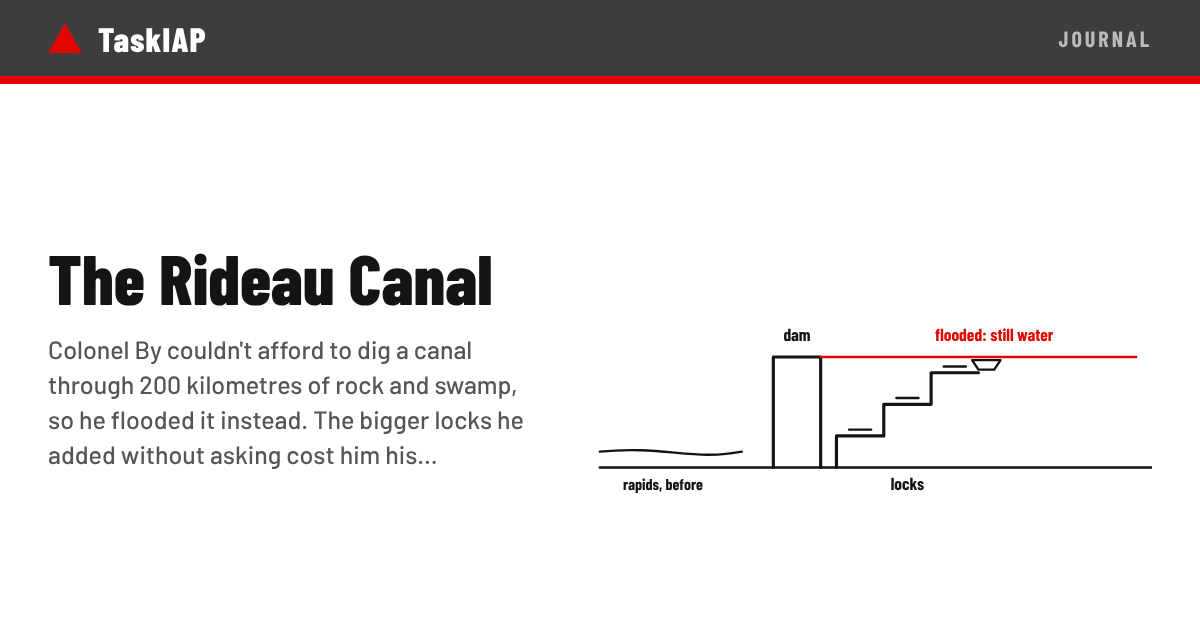 TaskIAP
JOURNAL
The Rideau Canal
Colonel By couldn't afford to dig a canal
through 200 kilometres of rock and swamp,
so he flooded it instead. The bigger locks he
added without asking cost him his...
dam
flooded: still water
rapids, before
locks